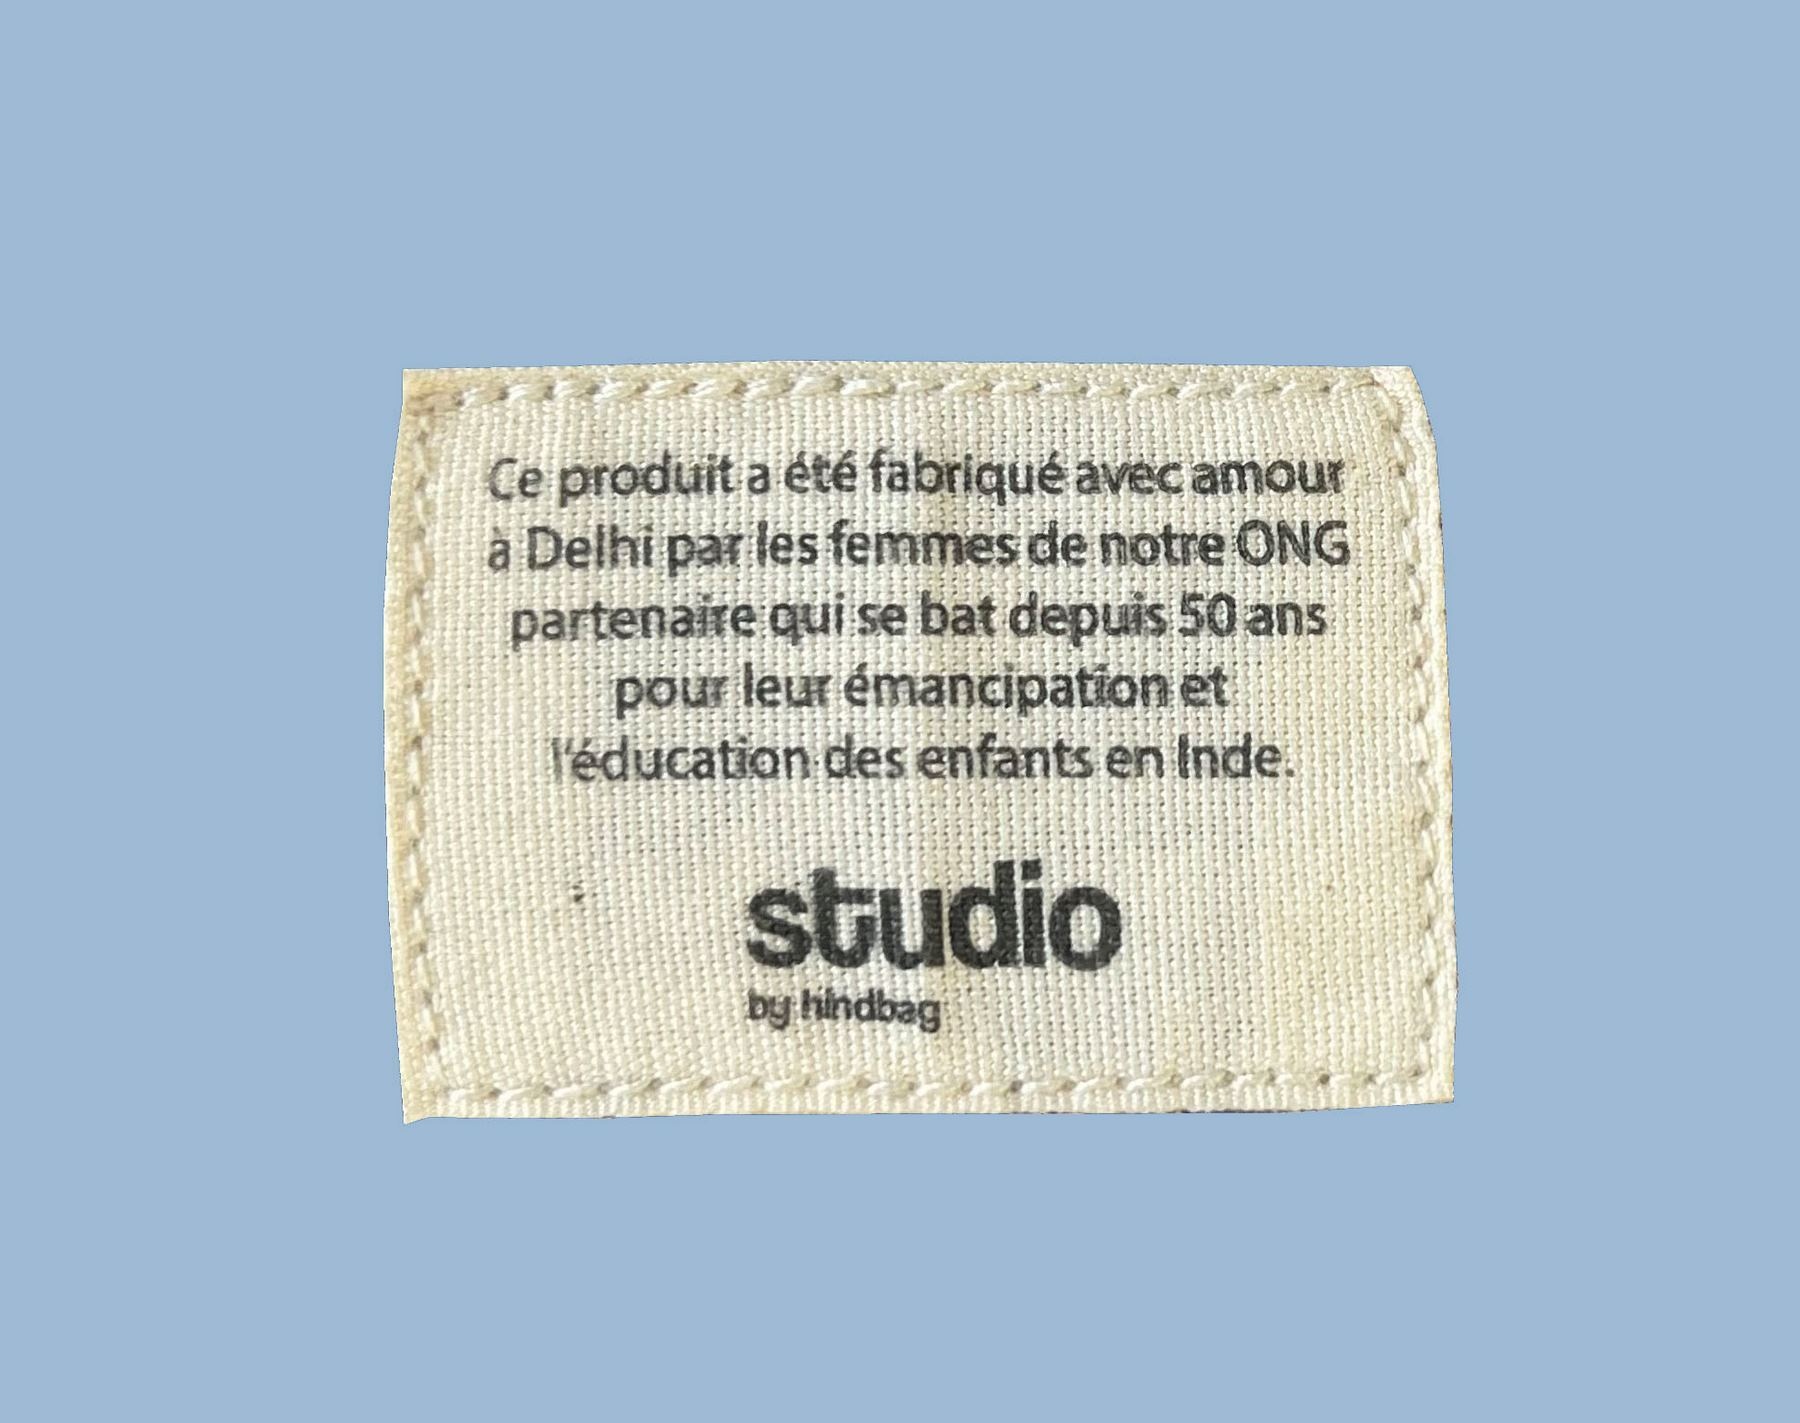 Ce produit a été fabriqué avec amour
à Delhi par les femmes de notre ONG
partenaire qui se bat depuis 50 ans
pour leur émancipation et
l'éducation des enfants en Inde.
studio
by hindbag